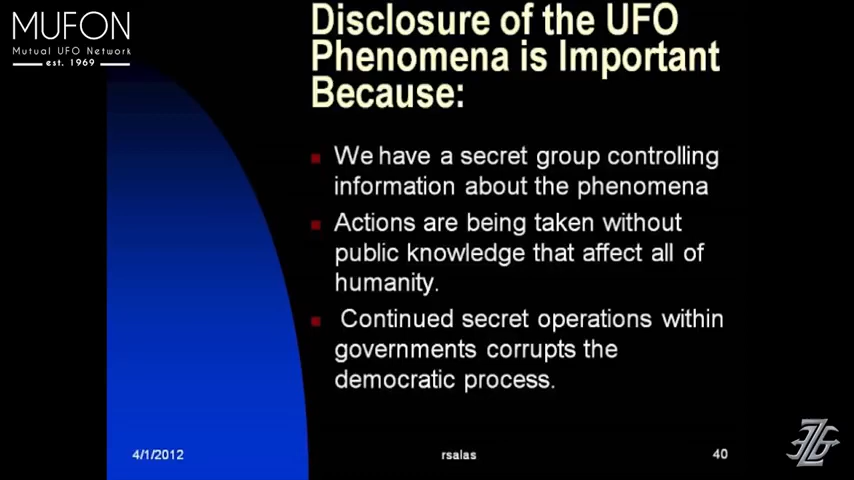 MUFON
Mutual UFO Network
est. 1969
Disclosure of the UFO
Phenomena is Important
Because:
We have a secret group controlling
information about the phenomena
Actions are being taken without
public knowledge that affect all of
humanity.
Continued secret operations within
governments corrupts the
democratic process.
4/1/2012
rsalas
40